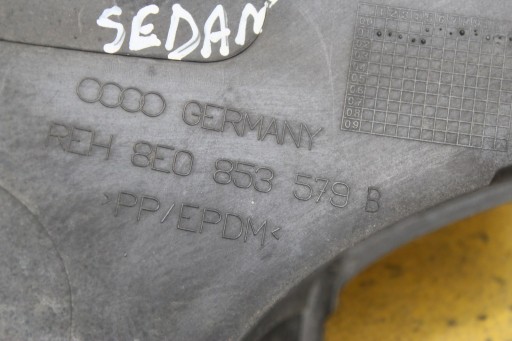 SEDAN
GERMANY
REH 8E0 853 579 B
>PP/EPDM<